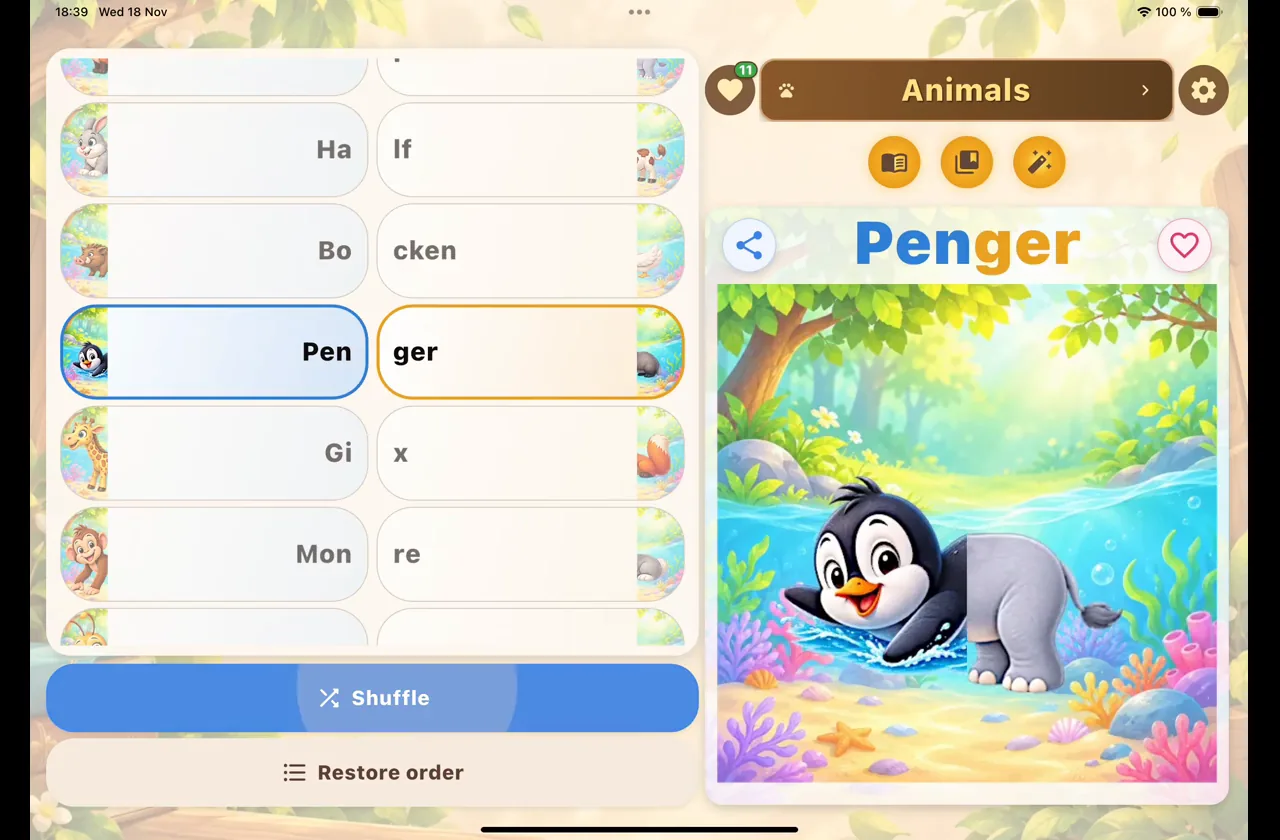 18:39 Wed 18 Nov
100 %
11
Animals
Ha lf
Bo cken
Pen ger
Gi x
Mon re
Penger
Shuffle
Restore order